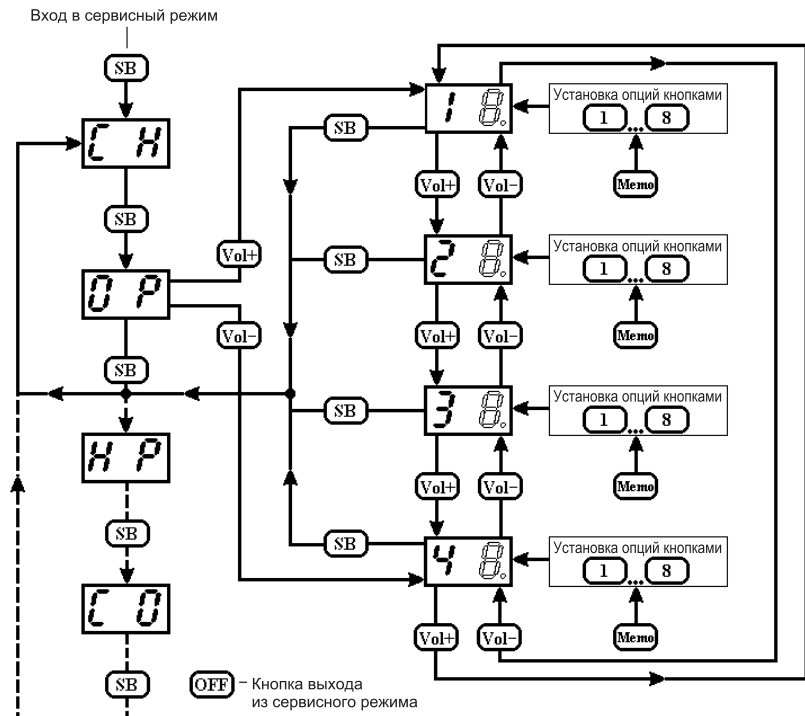 Вход в сервисный режим
SB
C H
SB
O P
Vol+
Vol-
SB
H P
SB
C O
SB
OFF – Кнопка выхода
из сервисного режима
1 8.
SB
Установка опций кнопками
1 ... 8
Vol+
Vol-
Memo
2 8.
SB
Установка опций кнопками
1 ... 8
Vol+
Vol-
Memo
3 8.
SB
Установка опций кнопками
1 ... 8
Vol+
Vol-
Memo
4 8.
SB
Установка опций кнопками
1 ... 8
Vol+
Vol-
Memo